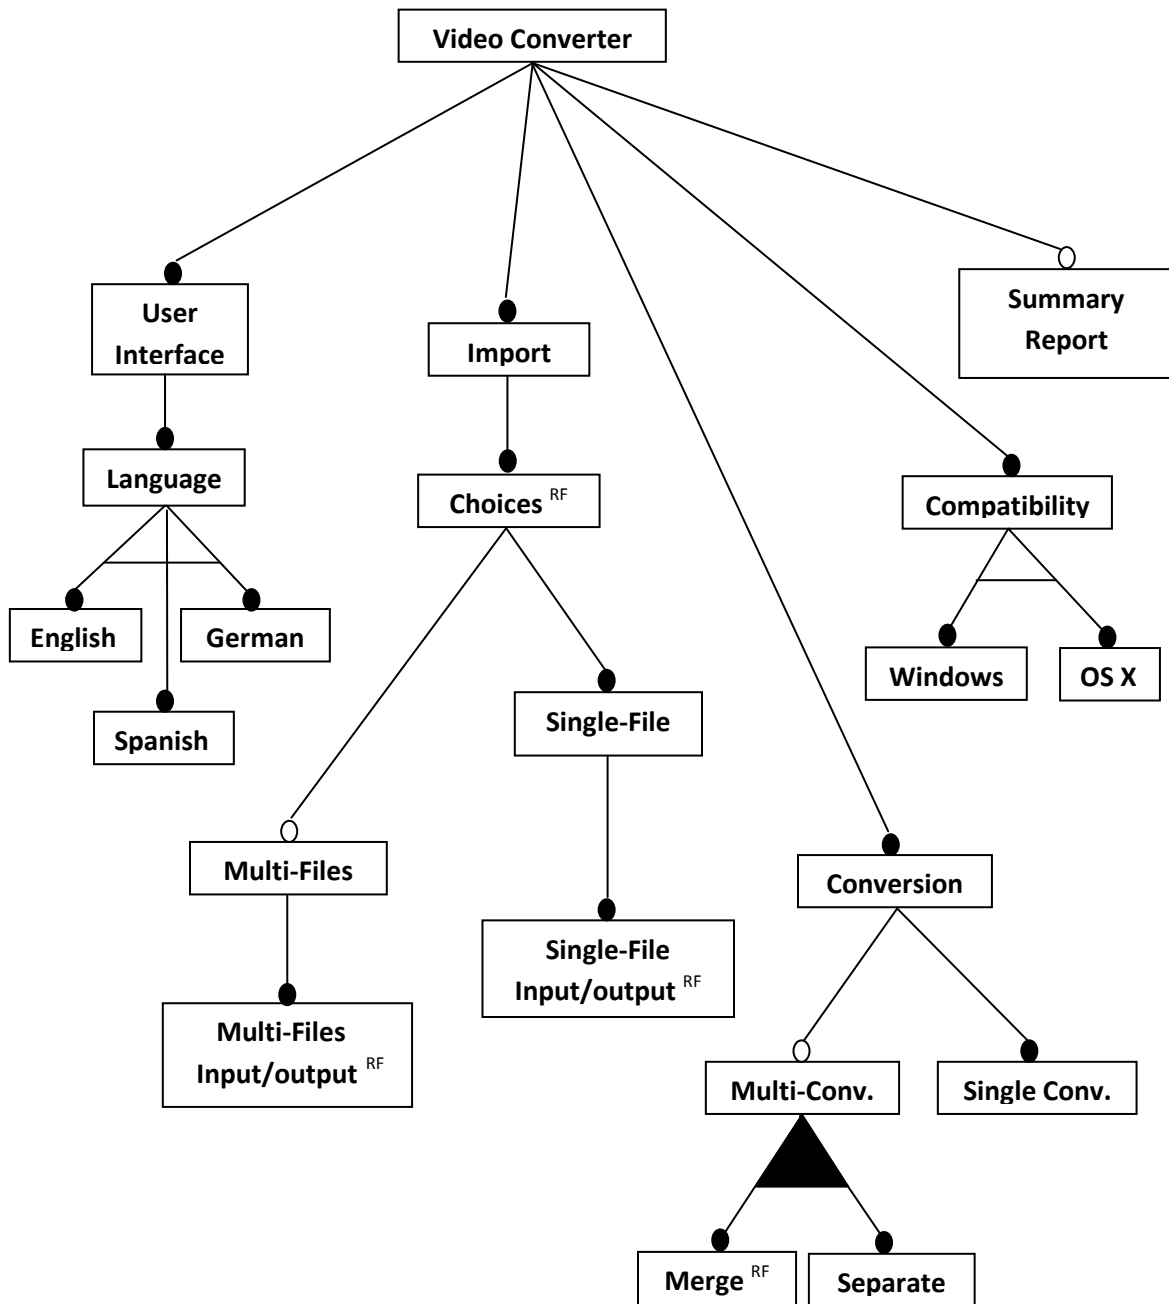 Video Converter
User
Interface
Import
Summary
Report
Language
Choices RF
Compatibility
English
German
Spanish
Windows
OS X
Single-File
Multi-Files
Conversion
Single-File
Input/output RF
Multi-Files
Input/output RF
Multi-Conv.
Single Conv.
Merge RF
Separate